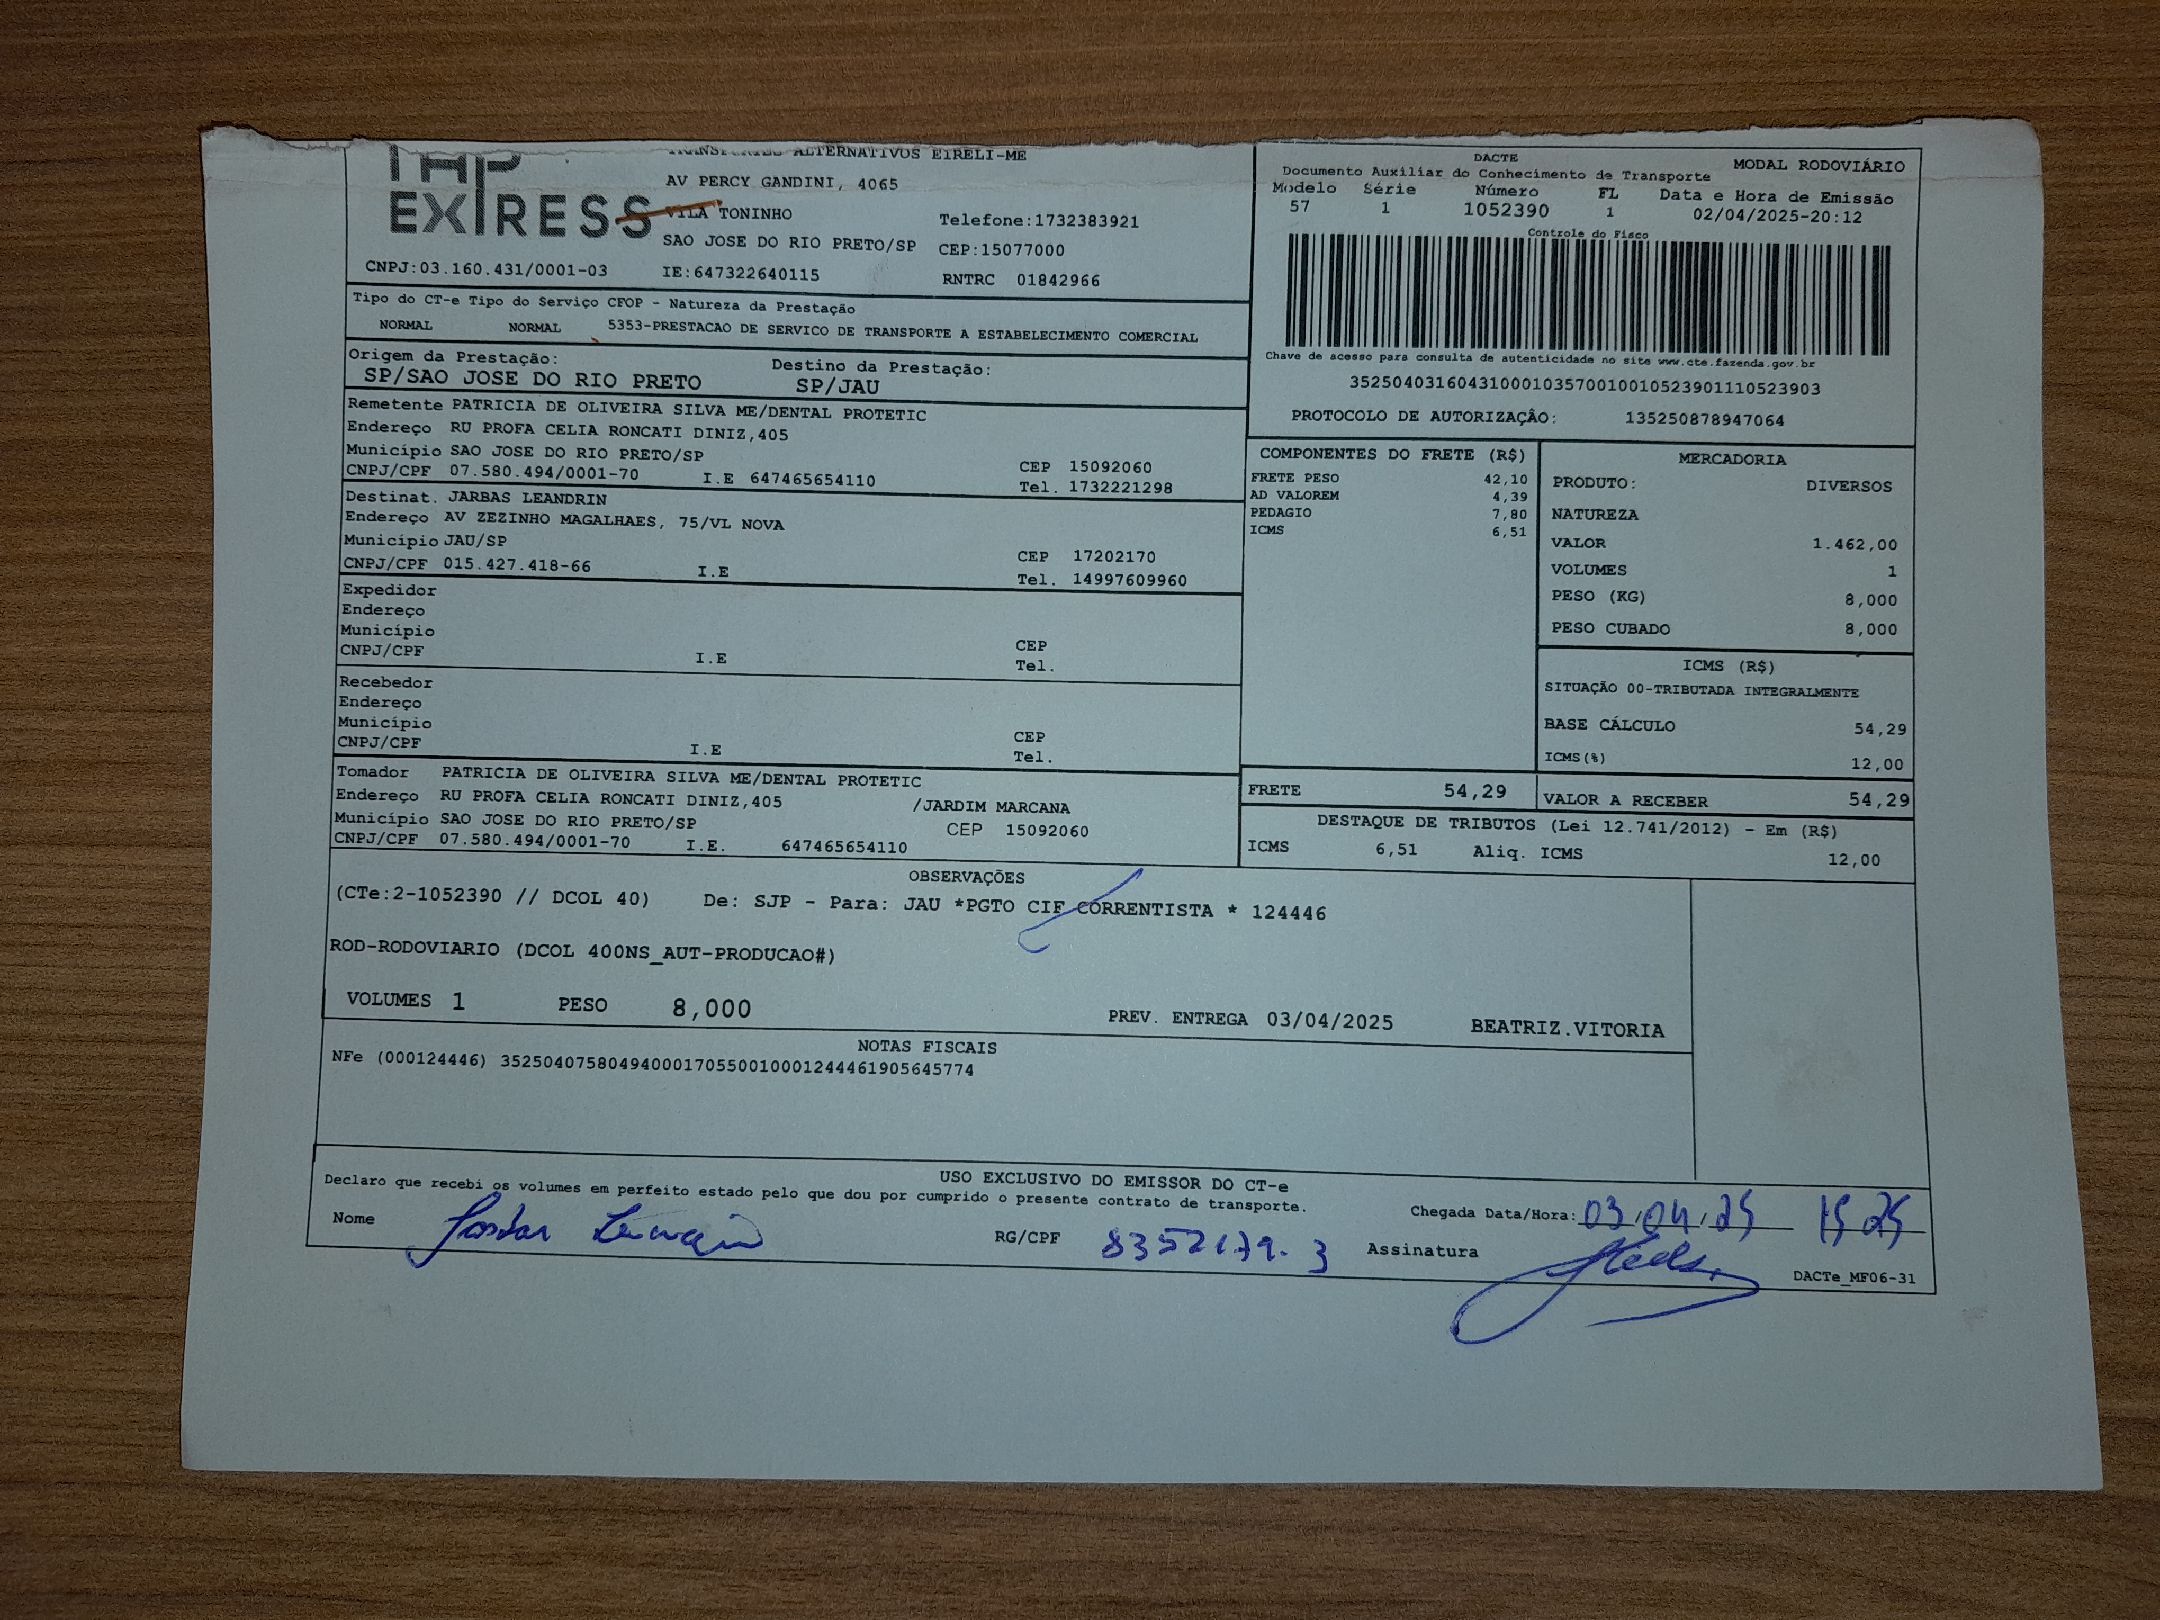 TAP
EXPRESS
TRANSPORTES ALTERNATIVOS EIRELI-ME
AV PERCY GANDINI, 4065
VILA TONINHO
Telefone:1732383921
SAO JOSE DO RIO PRETO/SP CEP:15077000
CNPJ:03.160.431/0001-03 IE:647322640115 RNTRC 01842966
DACTE MODAL RODOVIÁRIO
Documento Auxiliar do Conhecimento de Transporte
Modelo Série Número FL Data e Hora de Emissão
57 1 1052390 1 02/04/2025-20:12
Controle do Fisco
Chave de acesso para consulta de autenticidade no site www.cte.fazenda.gov.br
35250403160431000103570010010523901110523903
PROTOCOLO DE AUTORIZAÇÃO: 135250878947064
Tipo do CT-e Tipo do Serviço CFOP - Natureza da Prestação
NORMAL NORMAL 5353-PRESTACAO DE SERVICO DE TRANSPORTE A ESTABELECIMENTO COMERCIAL
Origem da Prestação: Destino da Prestação:
SP/SAO JOSE DO RIO PRETO SP/JAU
Remetente PATRICIA DE OLIVEIRA SILVA ME/DENTAL PROTETIC
Endereço RU PROFA CELIA RONCATI DINIZ,405
Município SAO JOSE DO RIO PRETO/SP CEP 15092060
CNPJ/CPF 07.580.494/0001-70 I.E 647465654110 Tel. 1732221298
Destinat. JARBAS LEANDRIN
Endereço AV ZEZINHO MAGALHAES, 75/VL NOVA
Município JAU/SP CEP 17202170
CNPJ/CPF 015.427.418-66 I.E Tel. 14997609960
Expedidor
Endereço
Município CEP
CNPJ/CPF I.E Tel.
Recebedor
Endereço
Município CEP
CNPJ/CPF I.E Tel.
Tomador PATRICIA DE OLIVEIRA SILVA ME/DENTAL PROTETIC
Endereço RU PROFA CELIA RONCATI DINIZ,405 /JARDIM MARCANA
Município SAO JOSE DO RIO PRETO/SP CEP 15092060
CNPJ/CPF 07.580.494/0001-70 I.E. 647465654110
COMPONENTES DO FRETE (R$)
FRETE PESO 42,10
AD VALOREM 4,39
PEDAGIO 7,80
ICMS 6,51
MERCADORIA
PRODUTO: DIVERSOS
NATUREZA
VALOR 1.462,00
VOLUMES 1
PESO (KG) 8,000
PESO CUBADO 8,000
ICMS (R$)
SITUAÇÃO 00-TRIBUTADA INTEGRALMENTE
BASE CÁLCULO 54,29
ICMS(%) 12,00
FRETE 54,29 VALOR A RECEBER 54,29
DESTAQUE DE TRIBUTOS (Lei 12.741/2012) - Em (R$)
ICMS 6,51 Aliq. ICMS 12,00
OBSERVAÇÕES
(CTe:2-1052390 // DCOL 40) De: SJP - Para: JAU *PGTO CIF CORRENTISTA * 124446
ROD-RODOVIARIO (DCOL 400NS_AUT-PRODUCAO#)
VOLUMES 1 PESO 8,000 PREV. ENTREGA 03/04/2025 BEATRIZ.VITORIA
NOTAS FISCAIS
NFe (000124446) 35250407580494000170550010001244461905645774
USO EXCLUSIVO DO EMISSOR DO CT-e
Declaro que recebi os volumes em perfeito estado pelo que dou por cumprido o presente contrato de transporte.
Nome RG/CPF 8352179.3 Chegada Data/Hora: 03/04/25 15 25
Assinatura
DACTe_MF06-31